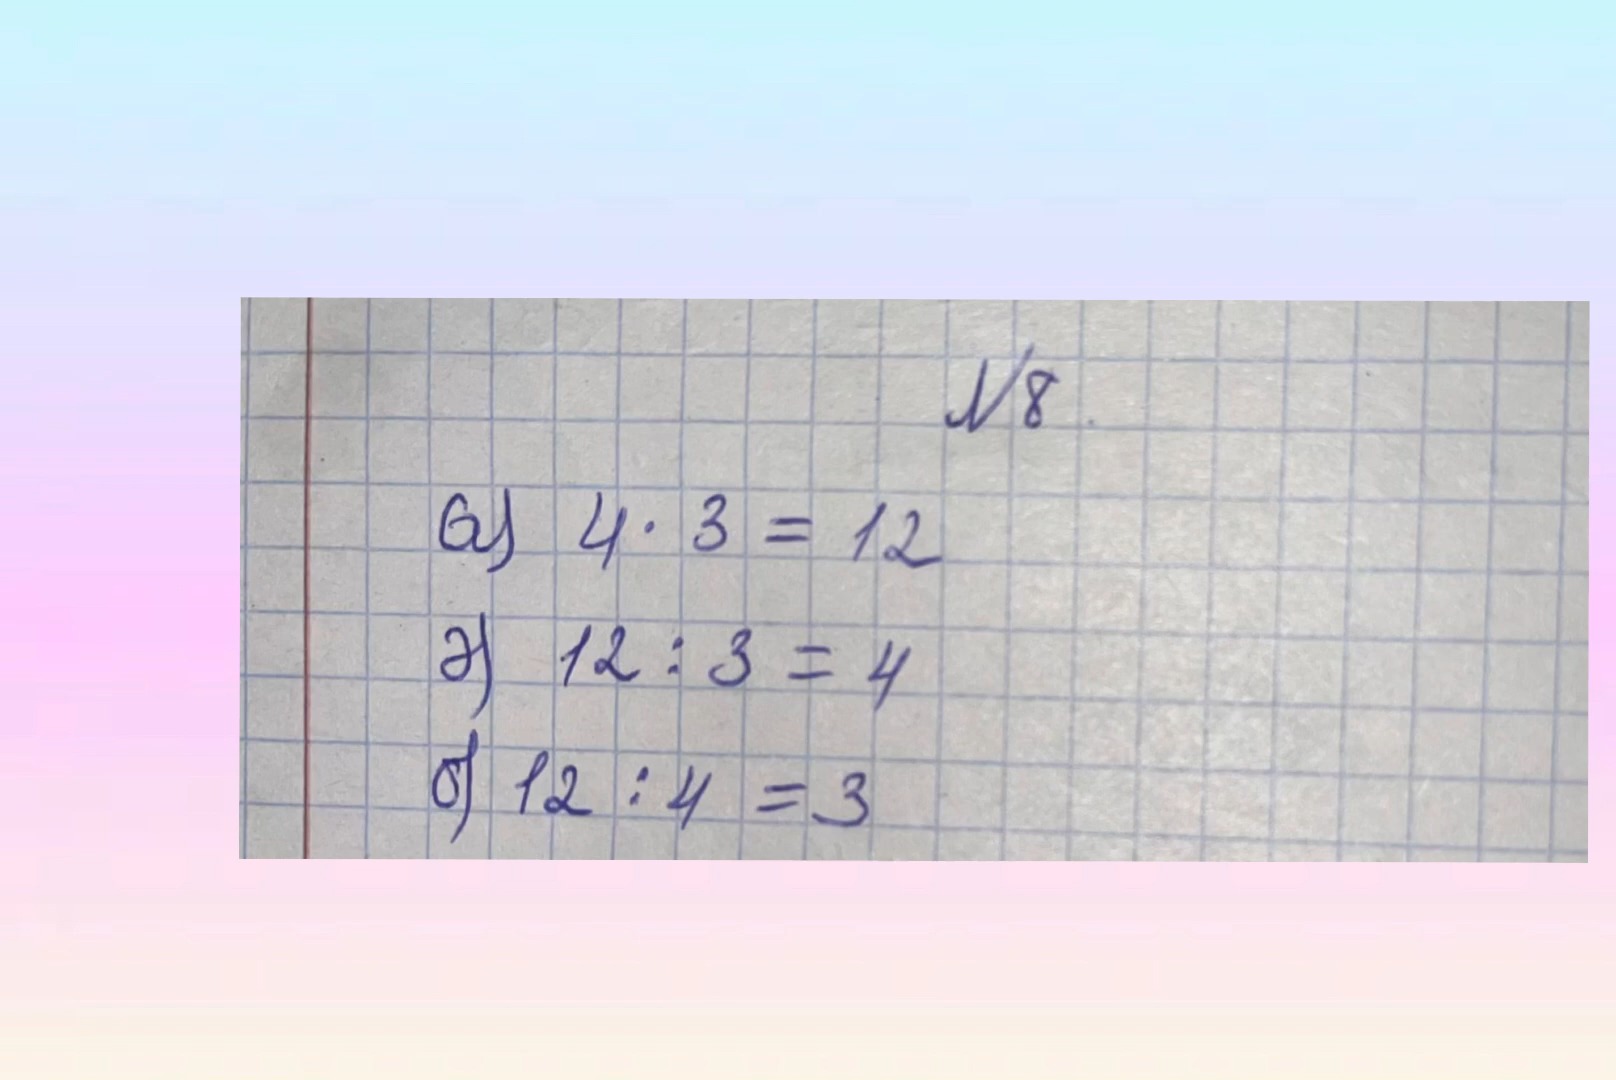 №8.
а) 4 · 3 = 12
ә) 12 : 3 = 4
б) 12 : 4 = 3